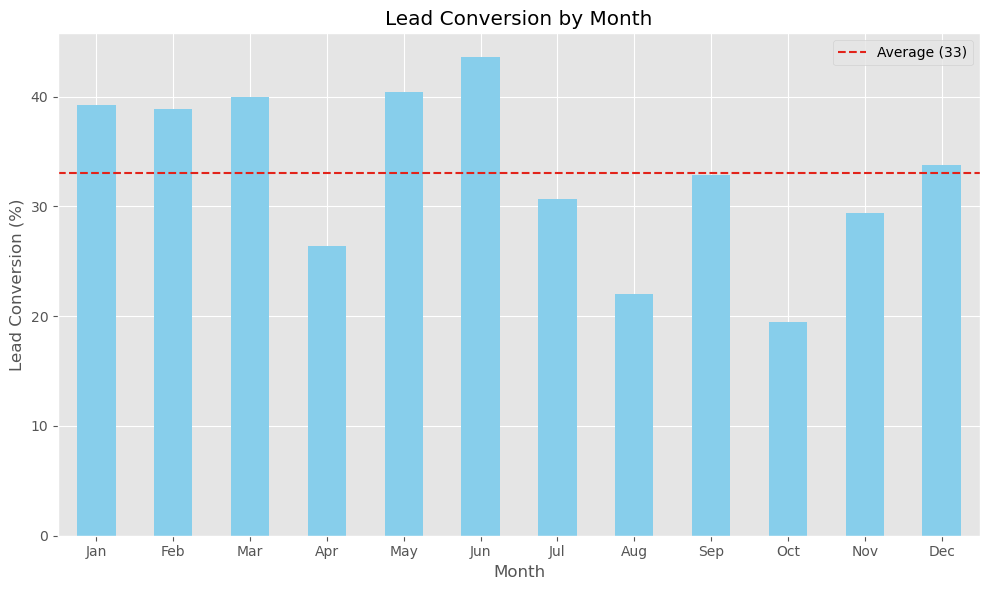 Lead Conversion by Month
Average (33)
Lead Conversion (%)
40
30
20
10
0
Jan Feb Mar Apr May Jun Jul Aug Sep Oct Nov Dec
Month